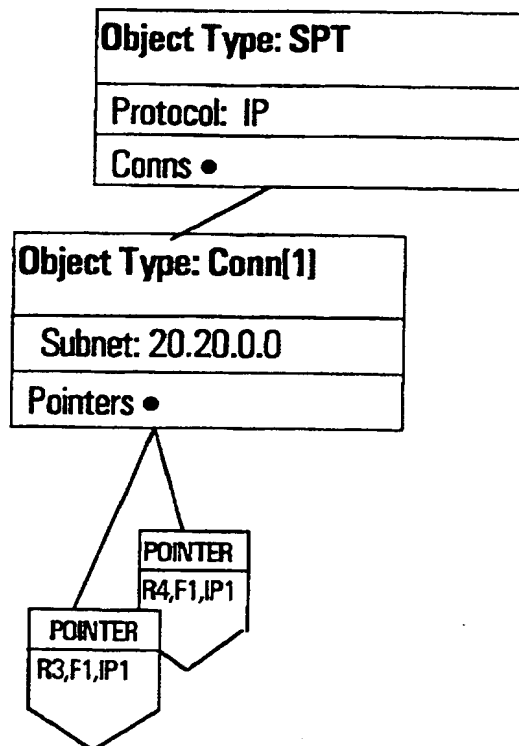 Object Type: SPT
Protocol: IP
Conns •
Object Type: Conn[1]
Subnet: 20.20.0.0
Pointers •
POINTER
R4,F1,IP1
POINTER
R3,F1,IP1